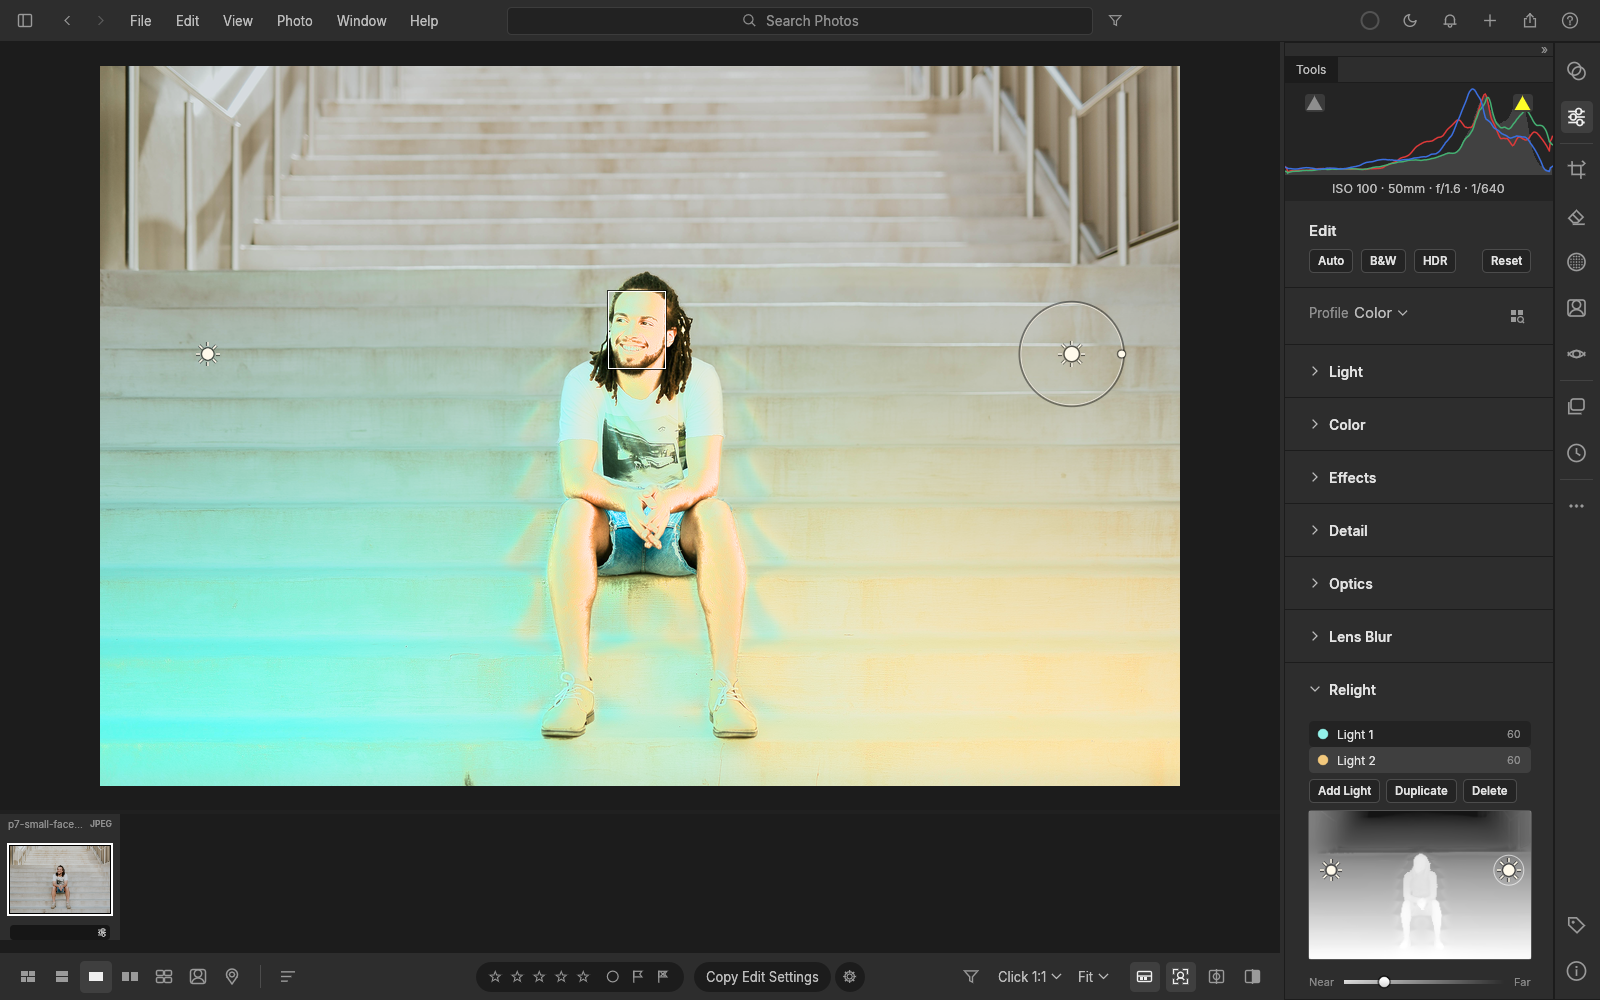 File Edit View Photo Window Help
Search Photos
Tools
ISO 100 · 50mm · f/1.6 · 1/640
Edit
Auto B&W HDR Reset
Profile Color
Light
Color
Effects
Detail
Optics
Lens Blur
Relight
Light 1 60
Light 2 60
Add Light Duplicate Delete
Near Far
p7-small-face... JPEG
Copy Edit Settings
Click 1:1
Fit